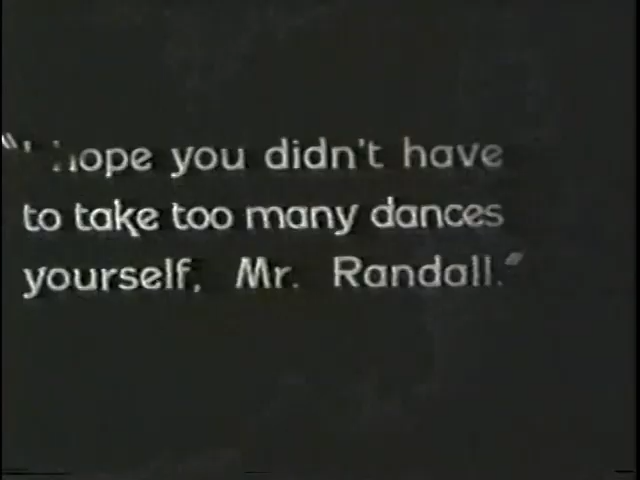 "I hope you didn't have
to take too many dances
yourself, Mr. Randall."